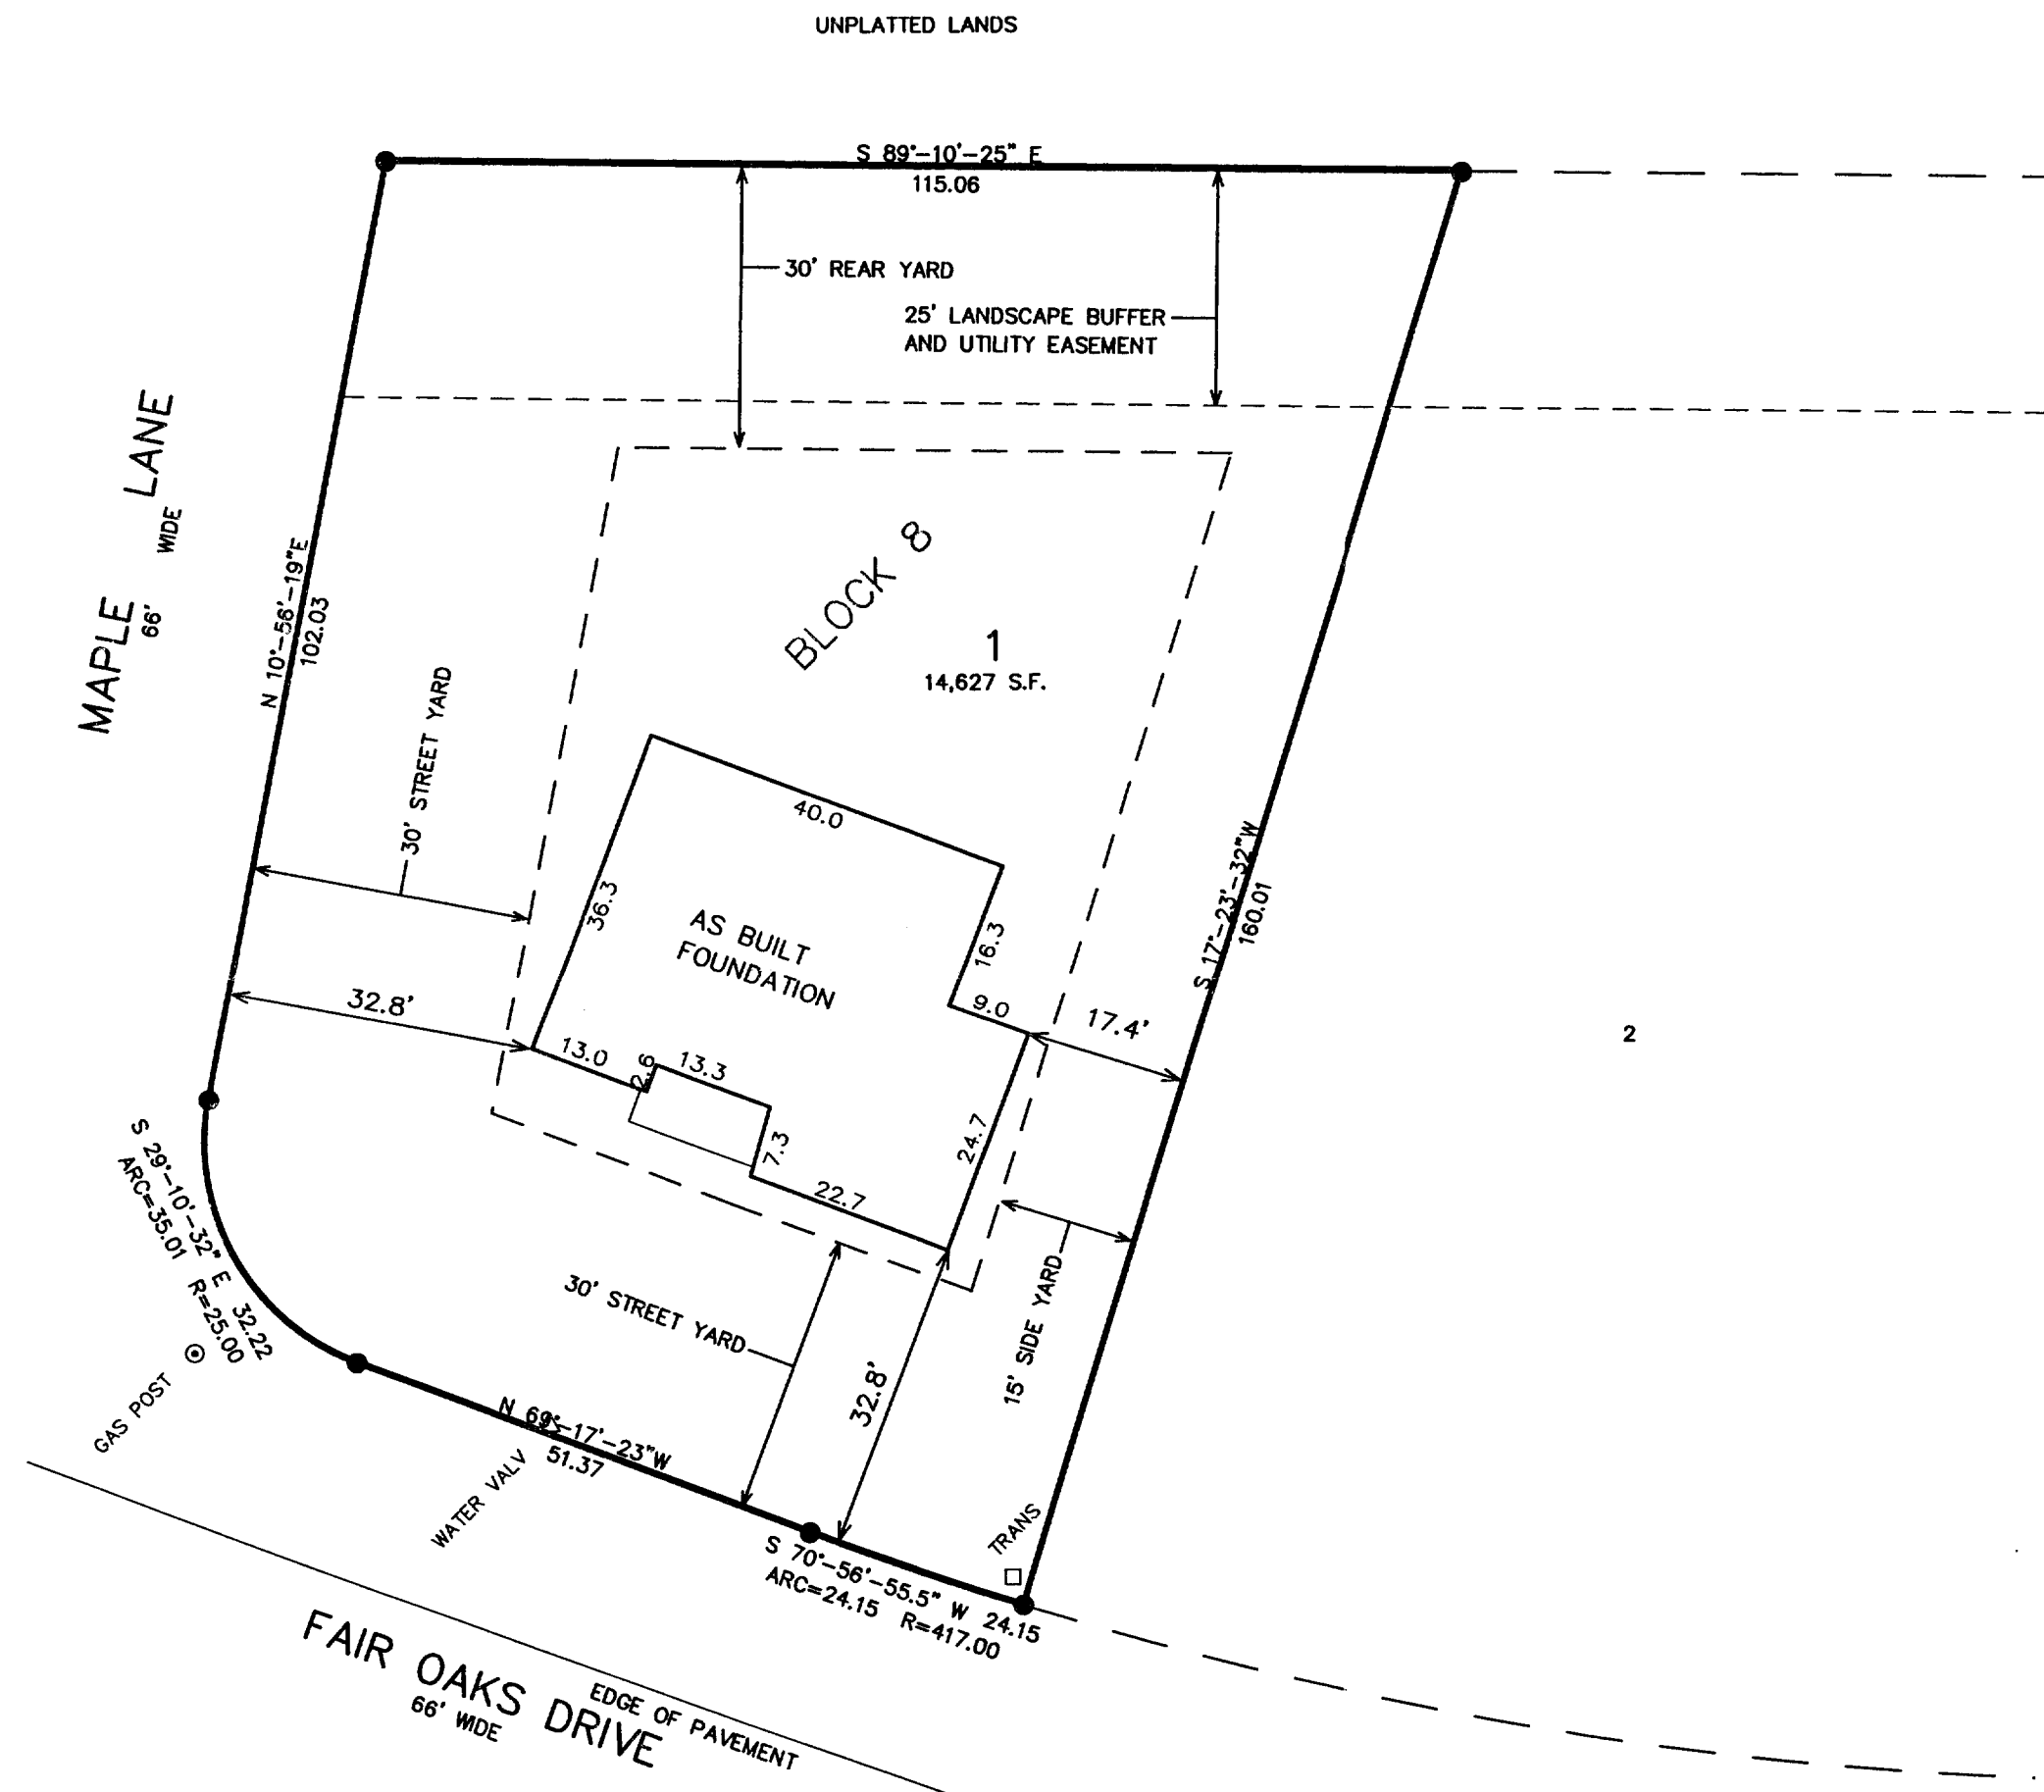 UNPLATTED LANDS
S 89°-10'-25" E
115.06
30' REAR YARD
25' LANDSCAPE BUFFER
AND UTILITY EASEMENT
MAPLE LANE
66' WIDE
N 10°-56'-19"E
102.03
BLOCK 8
1
14,627 S.F.
30' STREET YARD
40.0
36.3
AS BUILT
FOUNDATION
16.3
9.0
S 17°-23'-32"W
160.01
32.8'
17.4'
2
13.0
2.6
13.3
7.3
24.7
22.7
S 29°-10'-32" E 32.22
ARC=35.01 R=25.00
30' STREET YARD
15' SIDE YARD
32.8'
GAS POST
N 69°-17'-23"W
51.37
WATER VALV
TRANS
S 70°-56'-55.5" W 24.15
ARC=24.15 R=417.00
FAIR OAKS DRIVE
66' WIDE
EDGE OF PAVEMENT